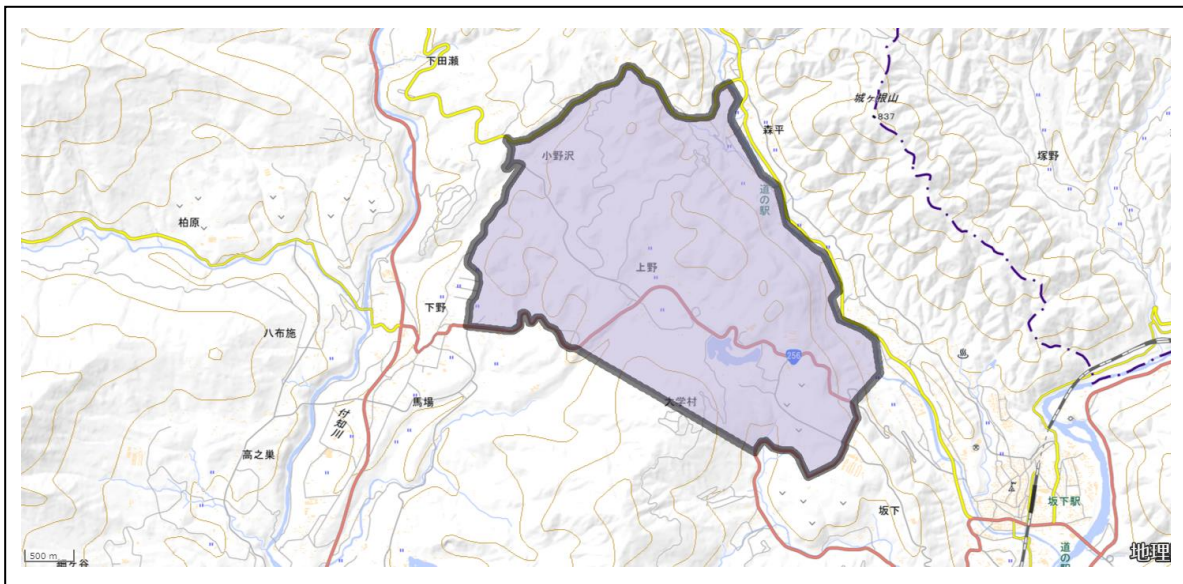 下田瀬
城ヶ根山
837
森平
小野沢
塚野
道の駅
柏原
上野
下野
八布施
256
大学村
馬場
付知川
高之巣
坂下
坂下駅
道の駅
500 m
地理